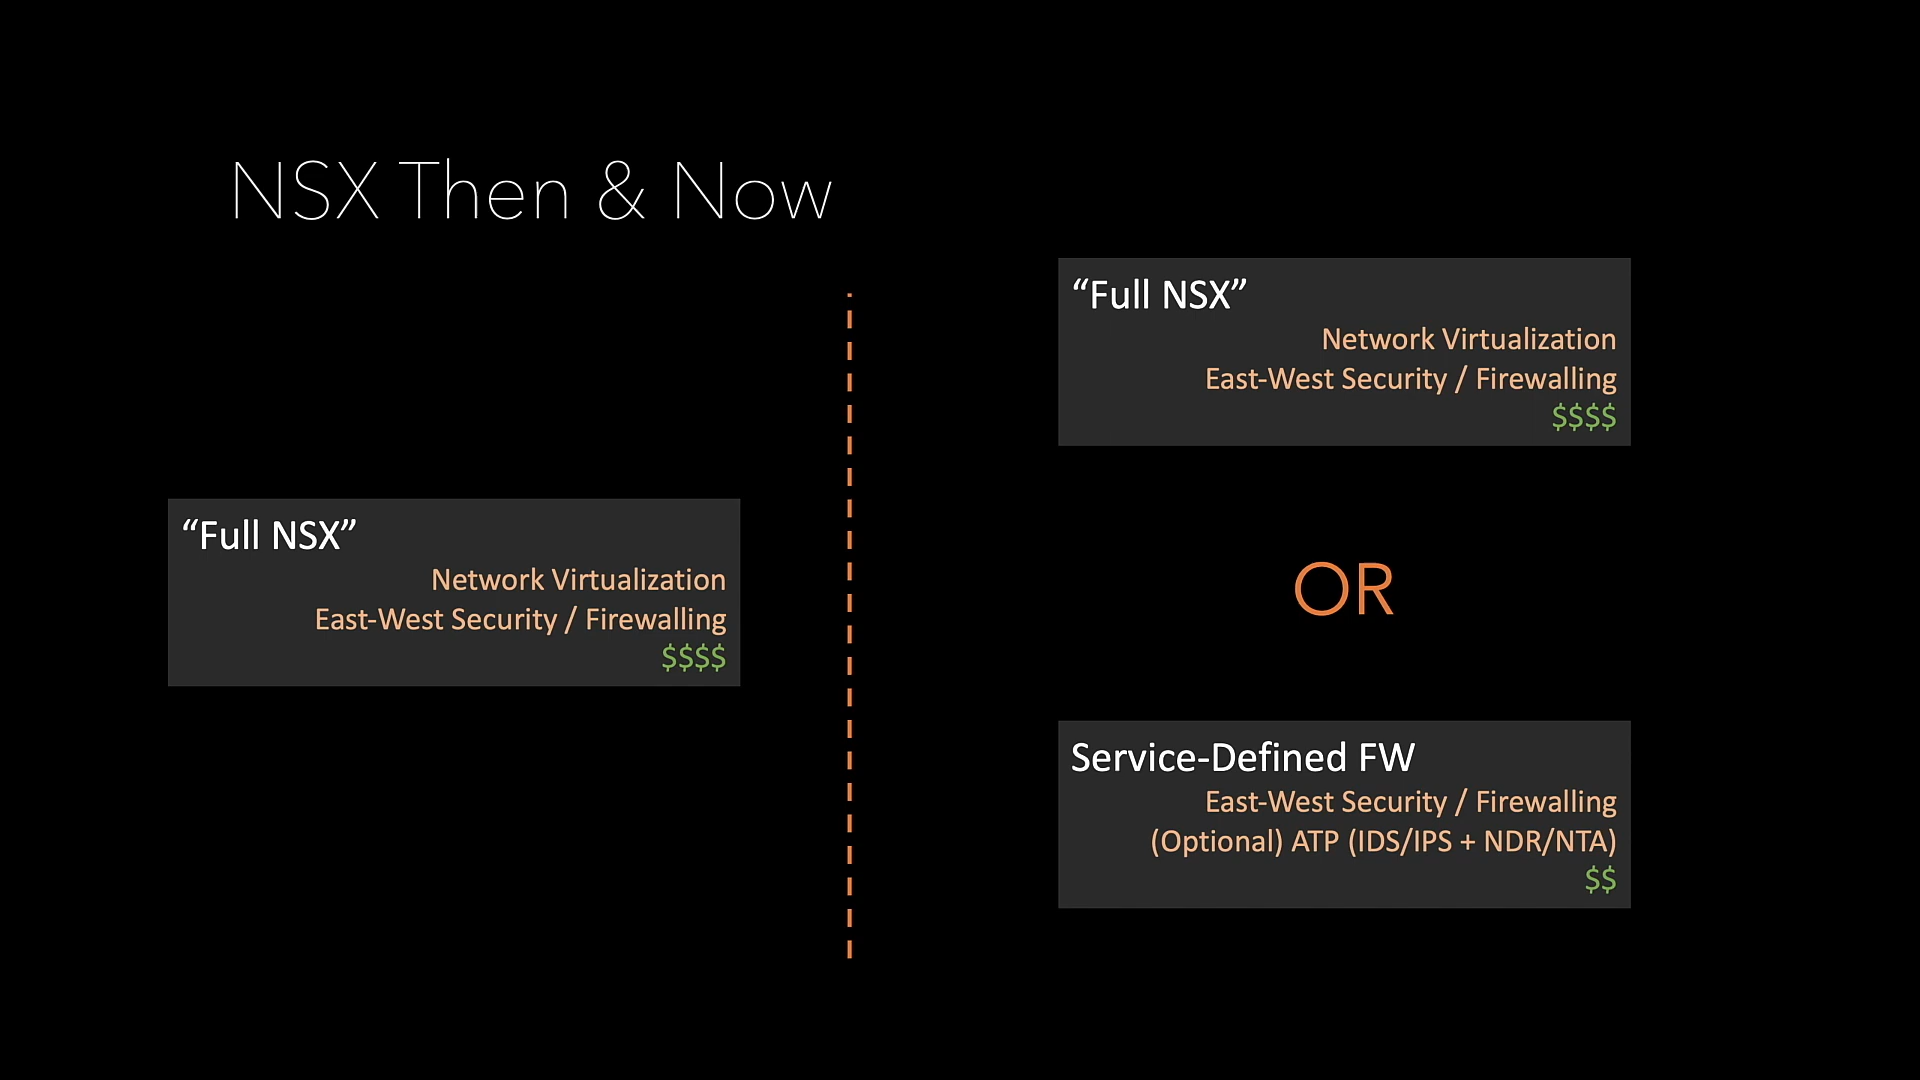 NSX Then & Now
“Full NSX”
Network Virtualization
East-West Security / Firewalling
$$$$
“Full NSX”
Network Virtualization
East-West Security / Firewalling
$$$$
OR
Service-Defined FW
East-West Security / Firewalling
(Optional) ATP (IDS/IPS + NDR/NTA)
$$